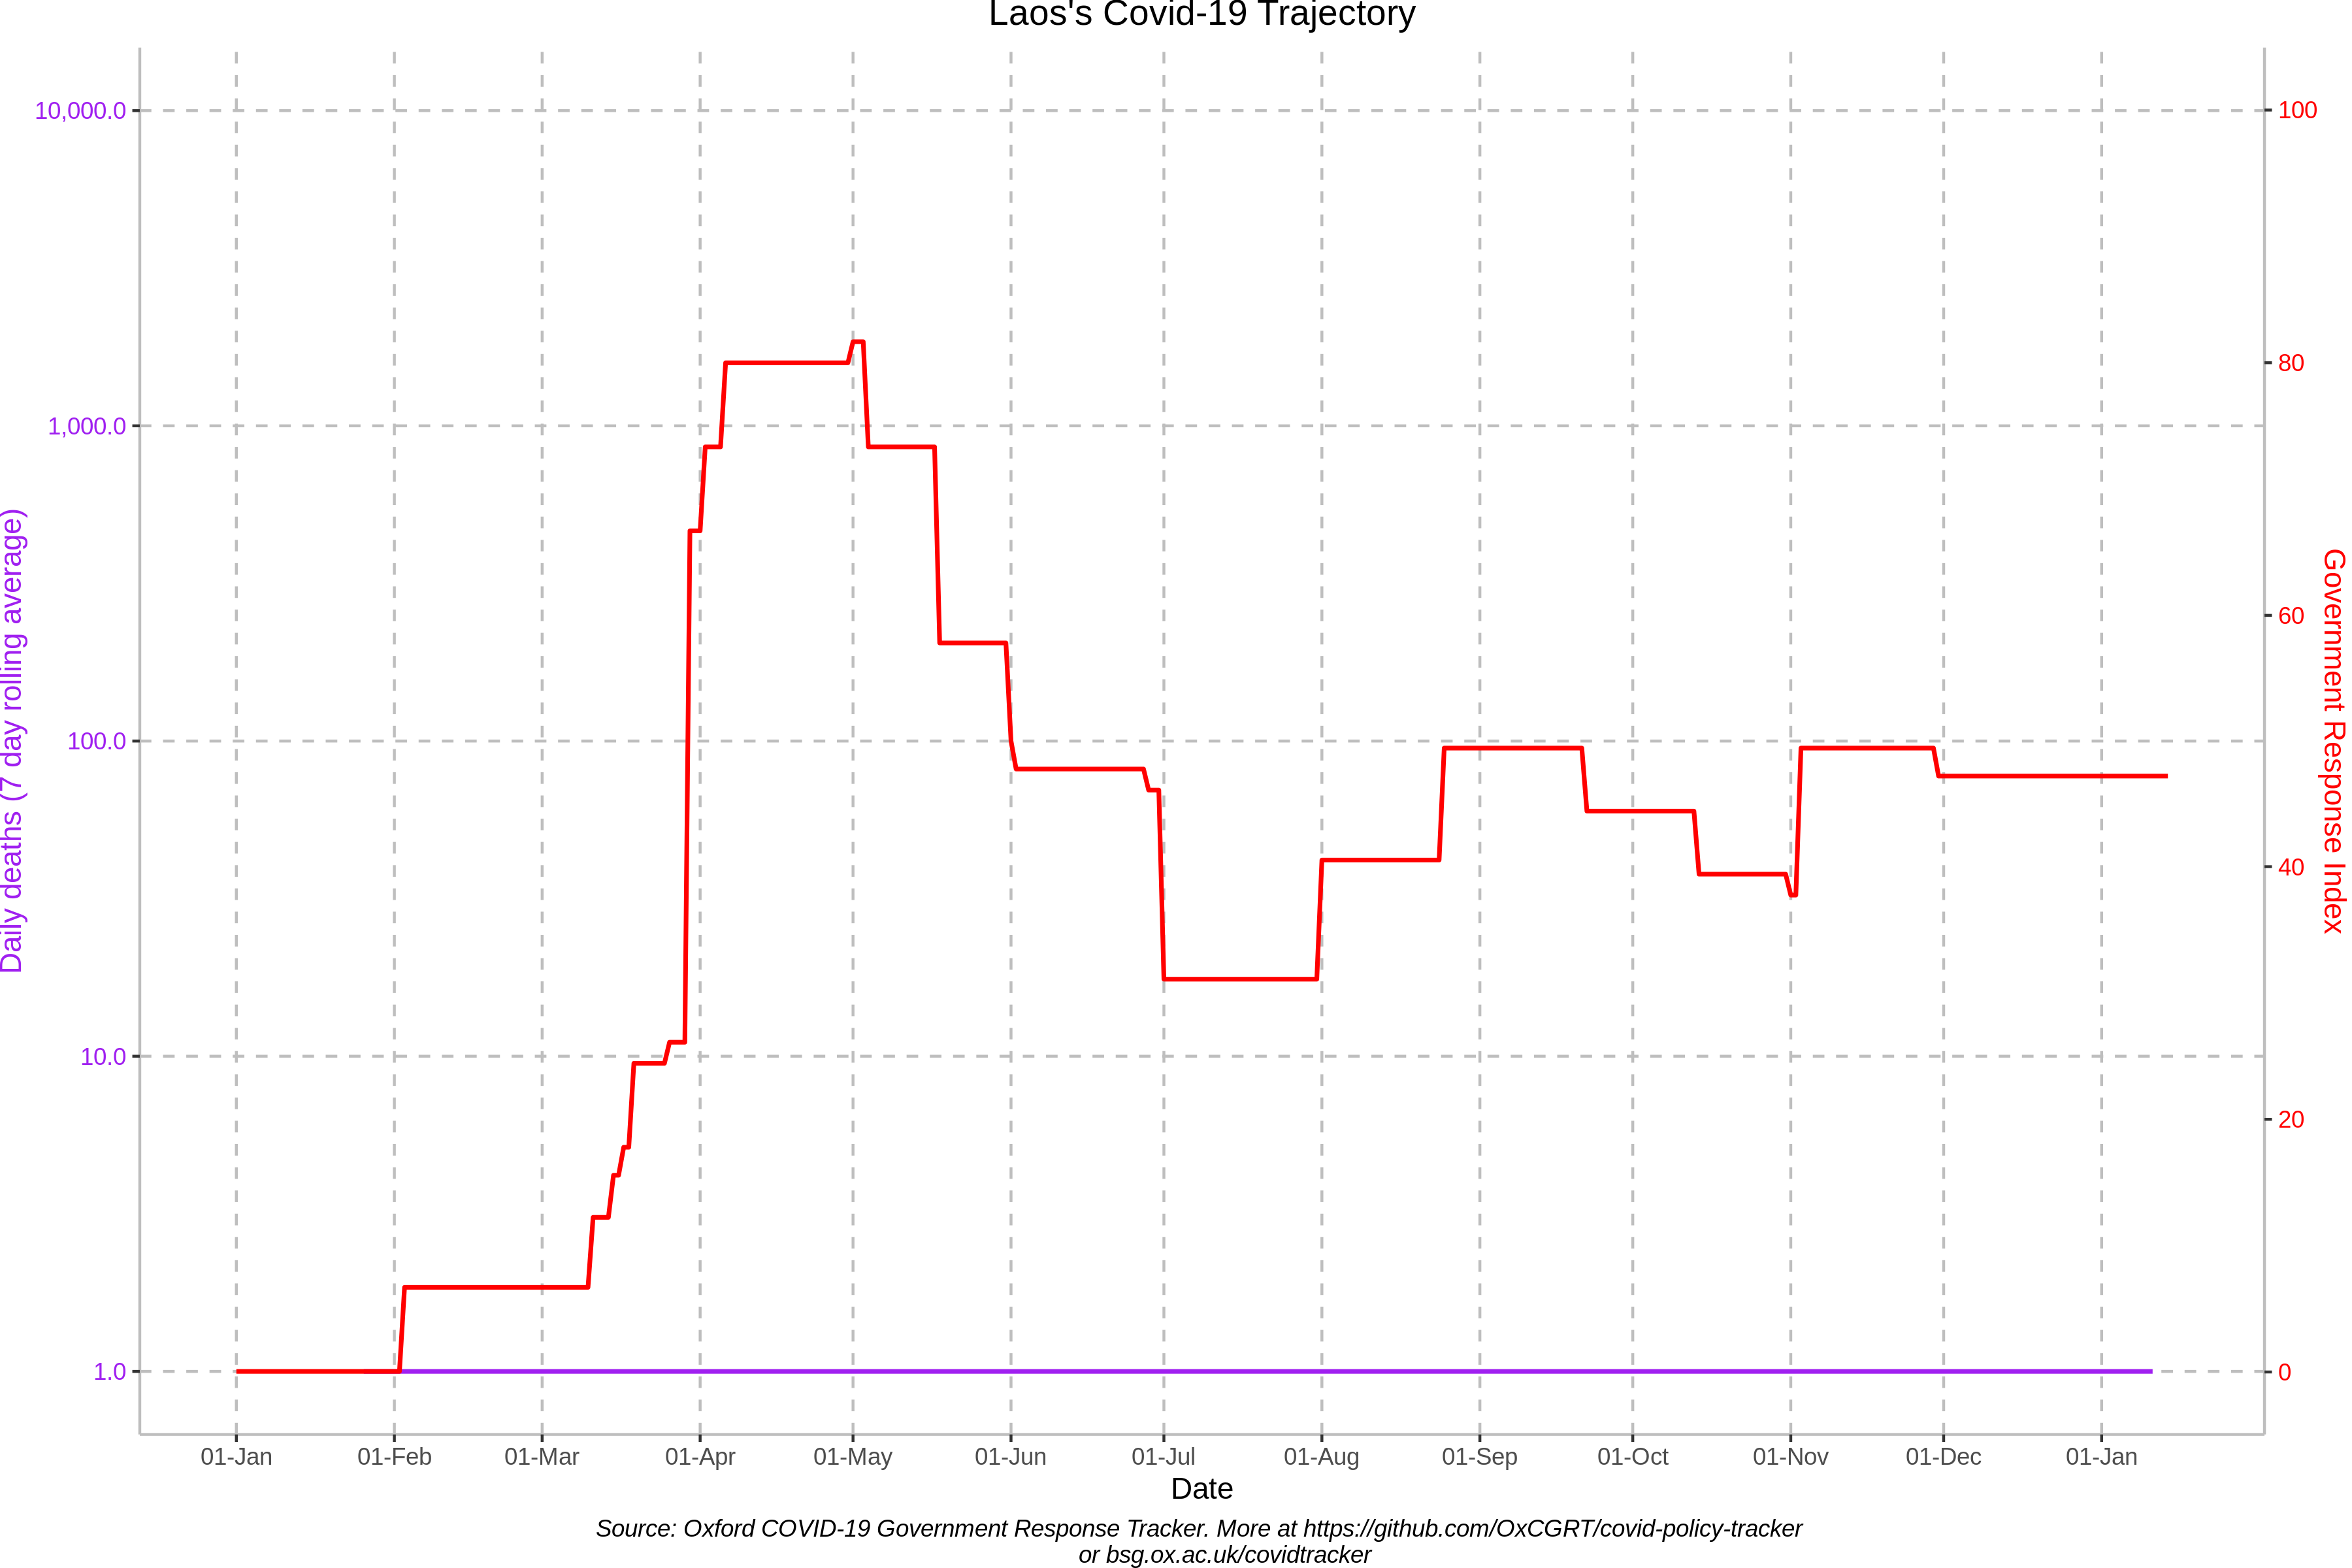 Laos's Covid-19 Trajectory
10,000.0
1,000.0
100.0
10.0
1.0
Daily deaths (7 day rolling average)
100
80
60
40
20
0
Government Response Index
01-Jan
01-Feb
01-Mar
01-Apr
01-May
01-Jun
01-Jul
01-Aug
01-Sep
01-Oct
01-Nov
01-Dec
01-Jan
Date
Source: Oxford COVID-19 Government Response Tracker. More at https://github.com/OxCGRT/covid-policy-tracker
or bsg.ox.ac.uk/covidtracker